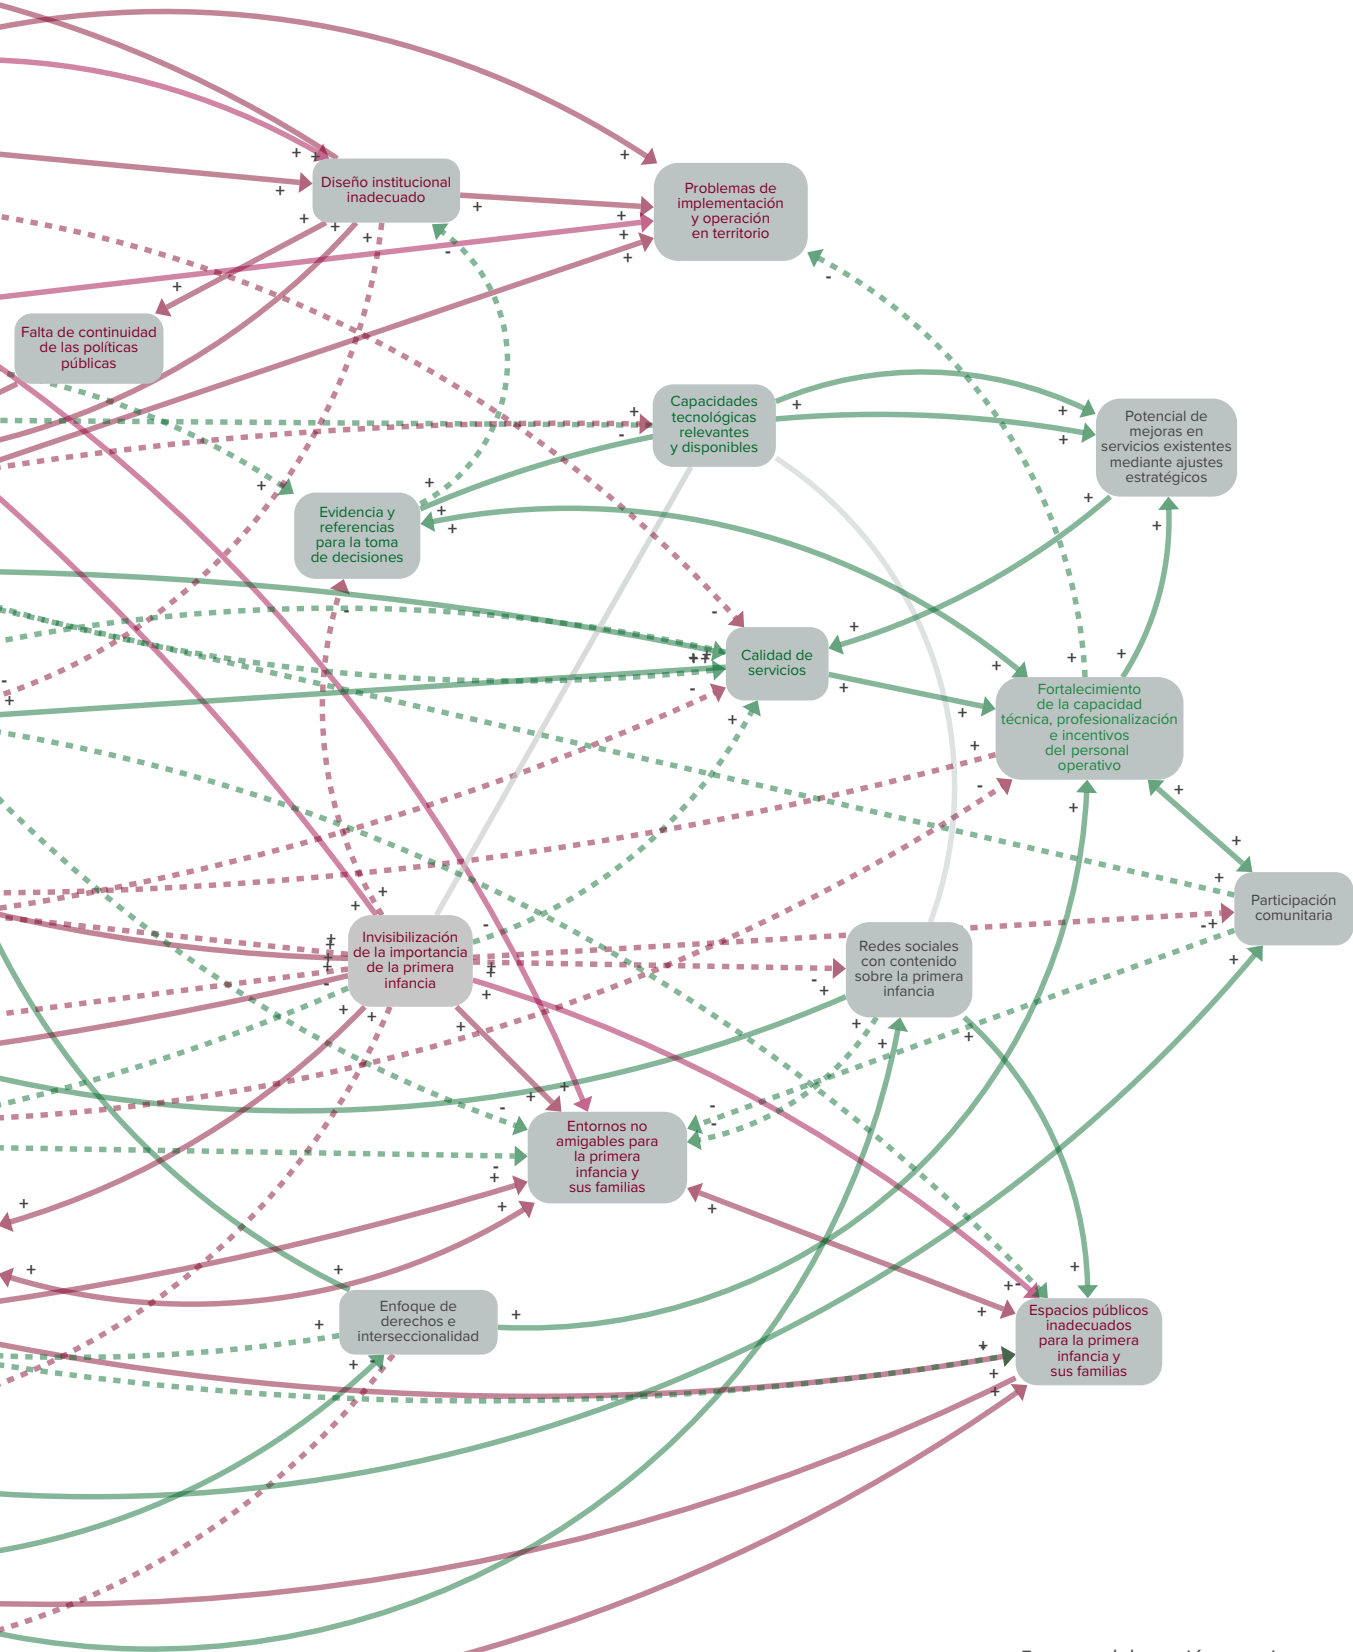 Diseño institucional
inadecuado
Problemas de
implementación
y operación
en territorio
Falta de continuidad
de las políticas
públicas
Capacidades
tecnológicas
relevantes
y disponibles
Potencial de
mejoras en
servicios existentes
mediante ajustes
estratégicos
Evidencia y
referencias
para la toma
de decisiones
Calidad de
servicios
Fortalecimiento
de la capacidad
técnica, profesionalización
e incentivos
del personal
operativo
Participación
comunitaria
Invisibilización
de la importancia
de la primera
infancia
Redes sociales
con contenido
sobre la primera
infancia
Entornos no
amigables para
la primera
infancia y
sus familias
Enfoque de
derechos e
interseccionalidad
Espacios públicos
inadecuados
para la primera
infancia y
sus familias